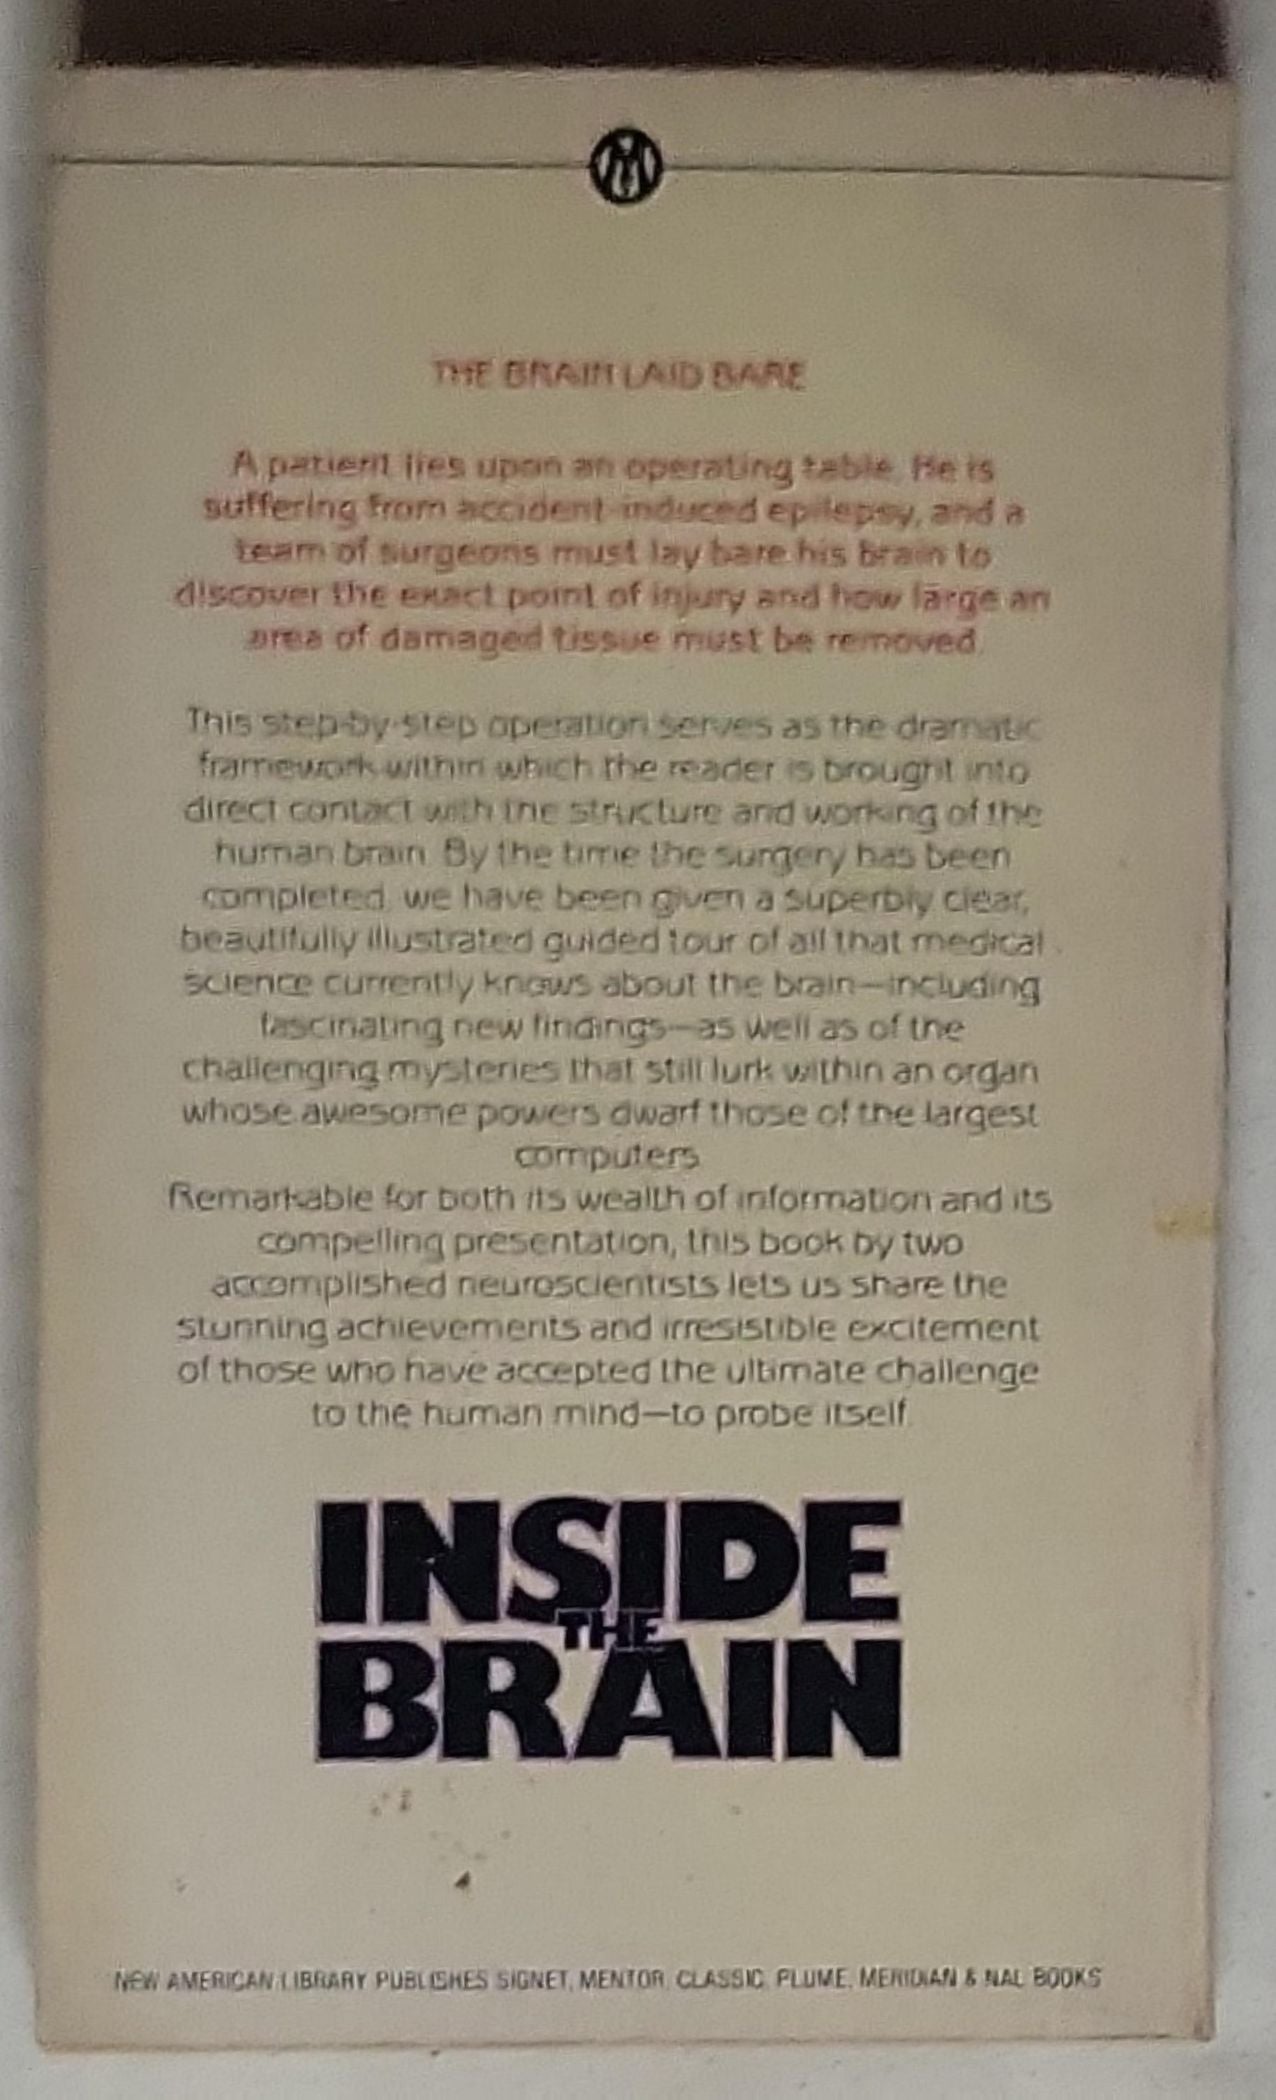 THE BRAIN LAID BARE
A patient lies upon an operating table. He is
suffering from accident-induced epilepsy, and a
team of surgeons must lay bare his brain to
discover the exact point of injury and how large an
area of damaged tissue must be removed.
This step-by-step operation serves as the dramatic
framework within which the reader is brought into
direct contact with the structure and working of the
human brain. By the time the surgery has been
completed, we have been given a superbly clear,
beautifully illustrated guided tour of all that medical
science currently knows about the brain—including
fascinating new findings—as well as of the
challenging mysteries that still lurk within an organ
whose awesome powers dwarf those of the largest
computers.
Remarkable for both its wealth of information and its
compelling presentation, this book by two
accomplished neuroscientists lets us share the
stunning achievements and irresistible excitement
of those who have accepted the ultimate challenge
to the human mind—to probe itself.
INSIDE
THE
BRAIN
NEW AMERICAN LIBRARY PUBLISHES SIGNET, MENTOR, CLASSIC, PLUME, MERIDIAN & NAL BOOKS